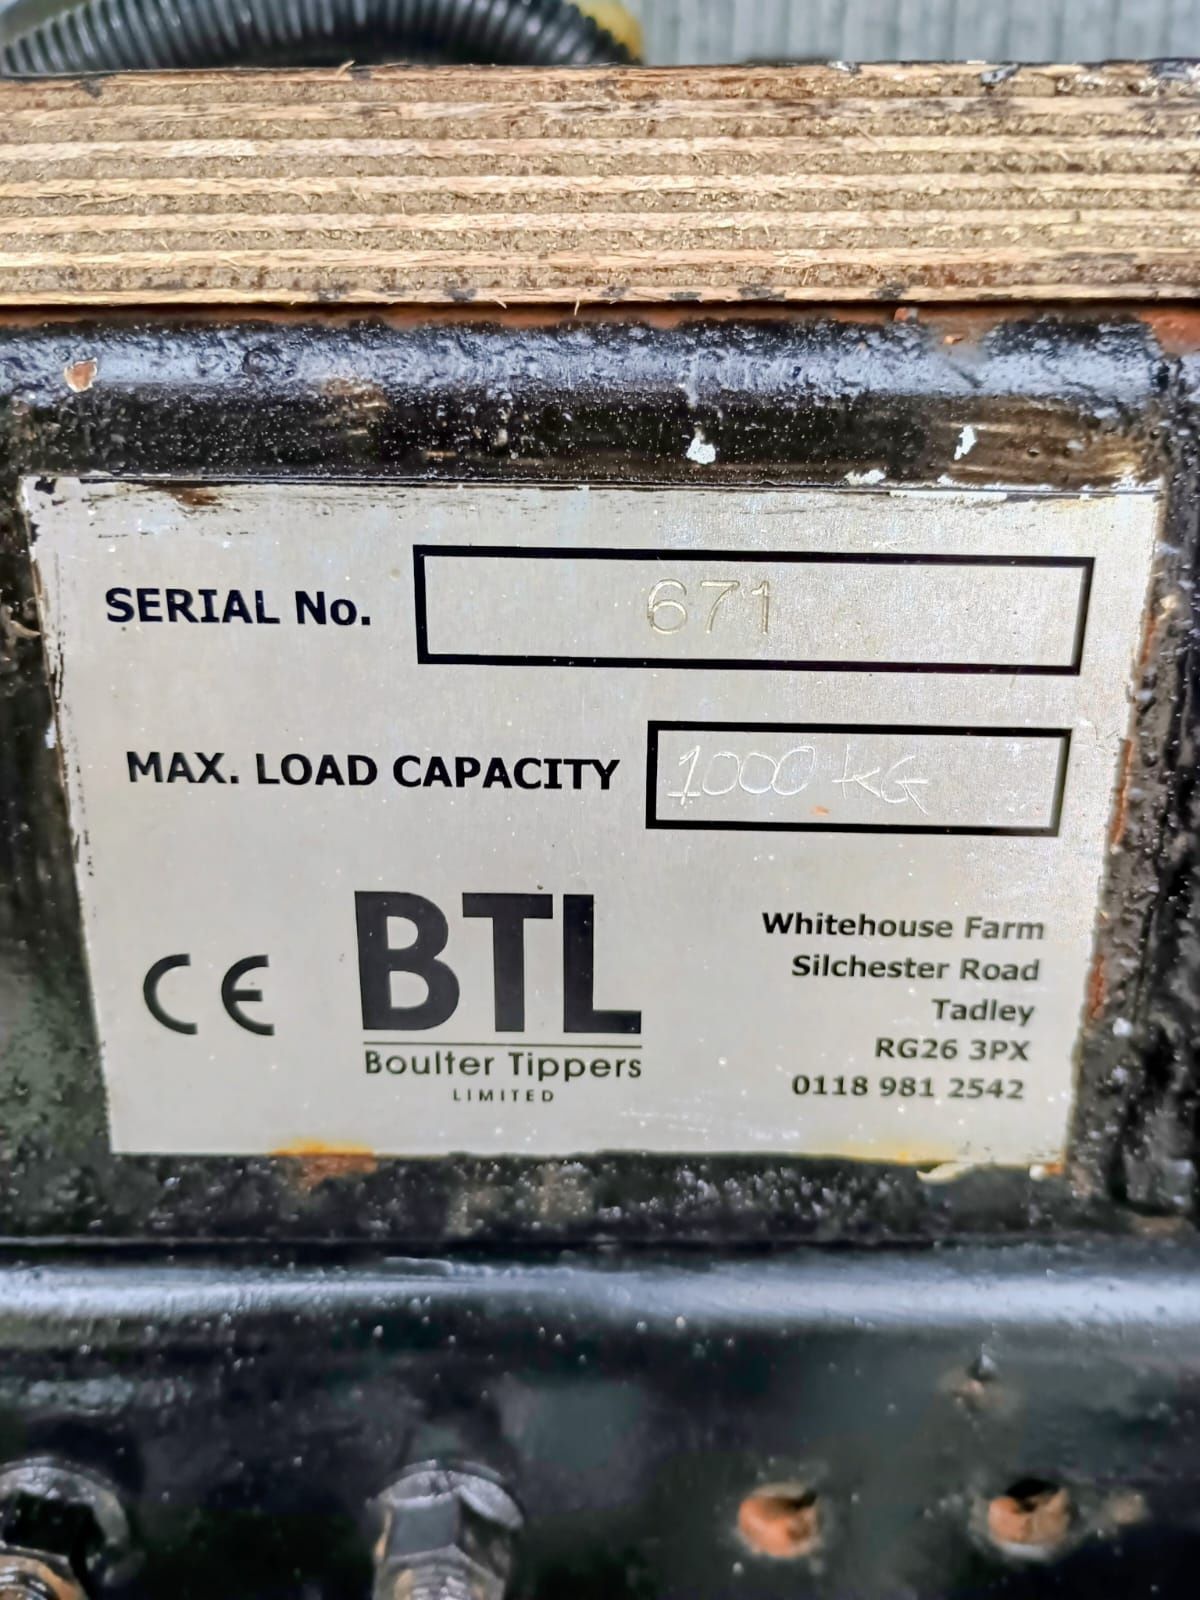 SERIAL No. 671
MAX. LOAD CAPACITY 1000 KG
CE
BTL
Boulter Tippers
LIMITED
Whitehouse Farm
Silchester Road
Tadley
RG26 3PX
0118 981 2542